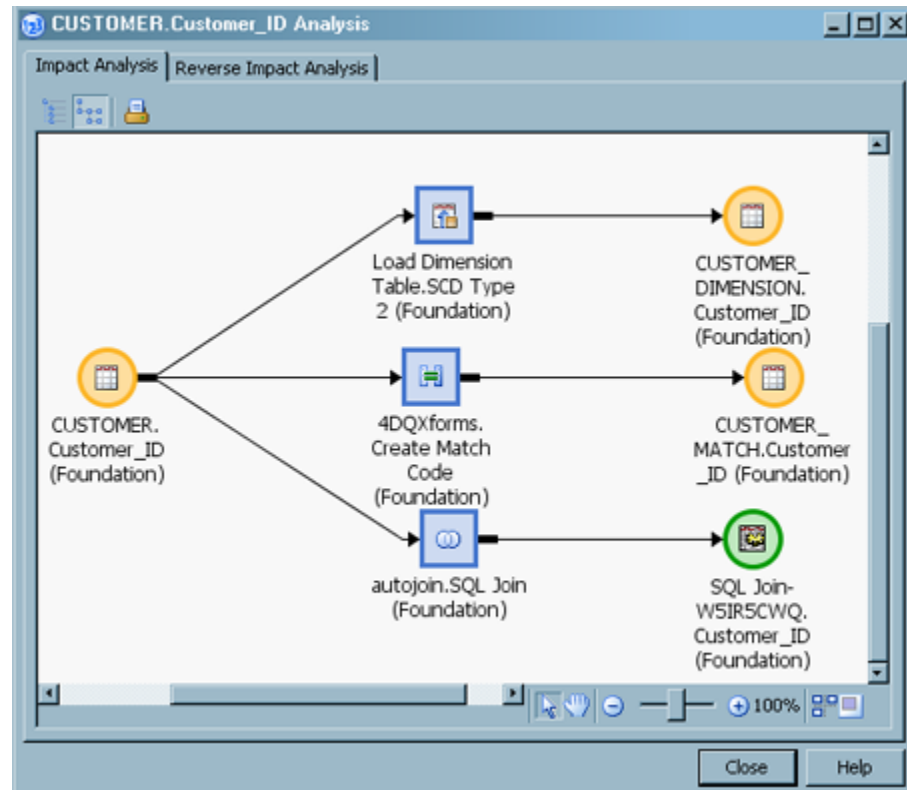 CUSTOMER.Customer_ID Analysis
Impact Analysis
Reverse Impact Analysis
Load Dimension
Table.SCD Type
2 (Foundation)
CUSTOMER_
DIMENSION.
Customer_ID
(Foundation)
CUSTOMER.
Customer_ID
(Foundation)
4DQXforms.
Create Match
Code
(Foundation)
CUSTOMER_
MATCH.Customer
_ID (Foundation)
autojoin.SQL Join
(Foundation)
SQL Join-
W5IR5CWQ.
Customer_ID
(Foundation)
100%
Close
Help